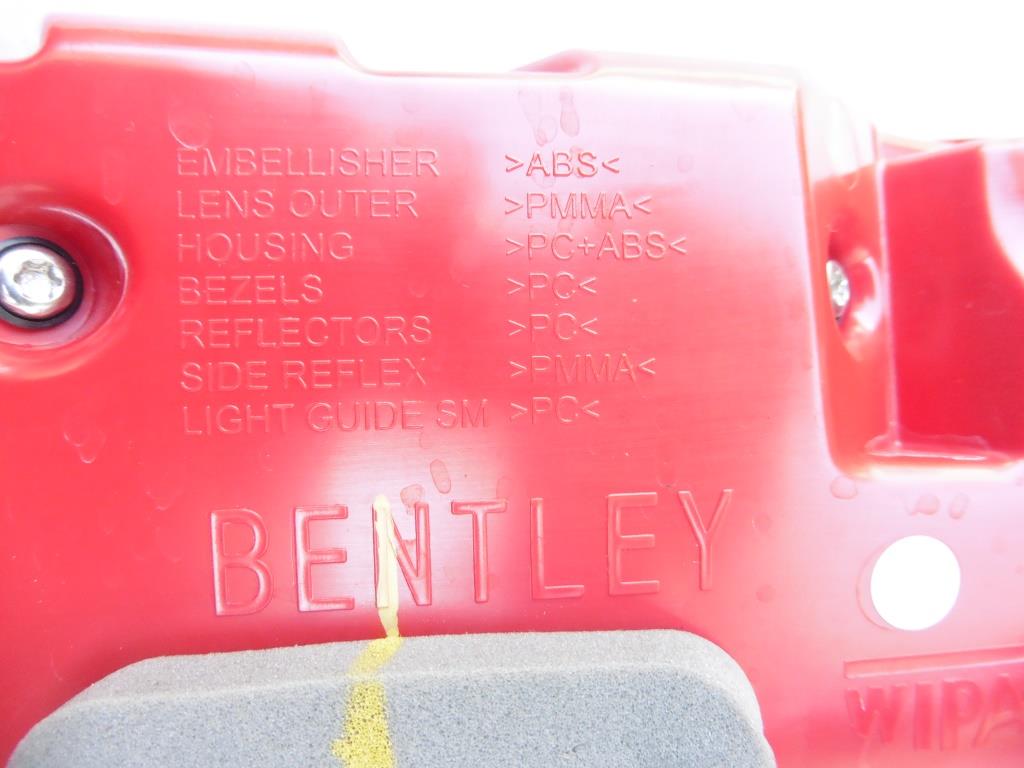 EMBELLISHER >ABS<
LENS OUTER >PMMA<
HOUSING >PC+ABS<
BEZELS >PC<
REFLECTORS >PC<
SIDE REFLEX >PMMA<
LIGHT GUIDE SM >PC<
BENTLEY